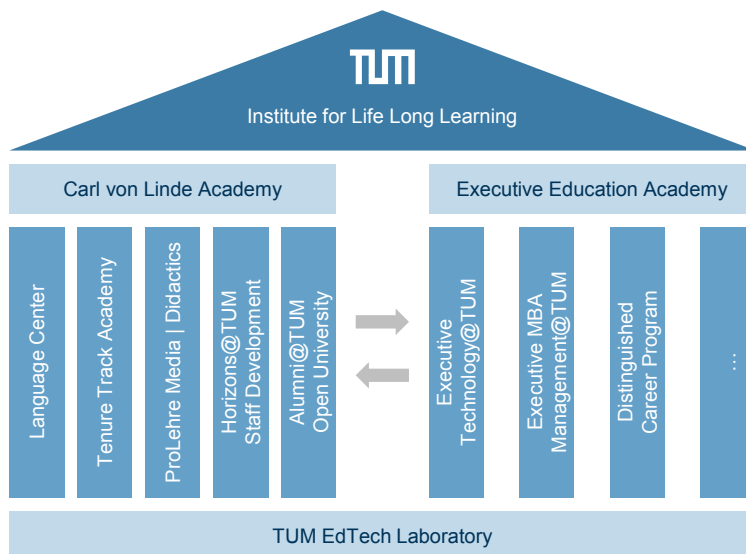 TUM
Institute for Life Long Learning
Carl von Linde Academy
Executive Education Academy
Language Center
Tenure Track Academy
ProLehre Media | Didactics
Horizons@TUM
Staff Development
Alumni@TUM
Open University
Executive
Technology@TUM
Executive MBA
Management@TUM
Distinguished
Career Program
...
TUM EdTech Laboratory